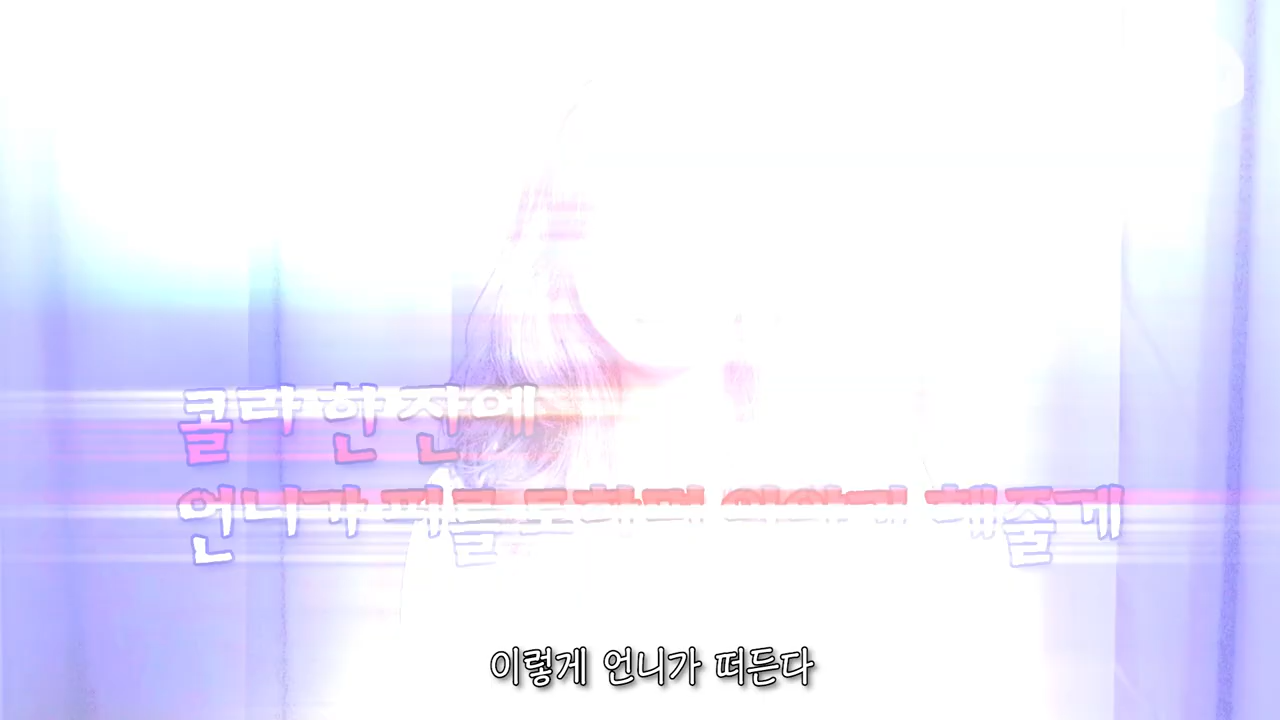 콜라 한 잔에
언니가 해줄게
이렇게 언니가 떠든다